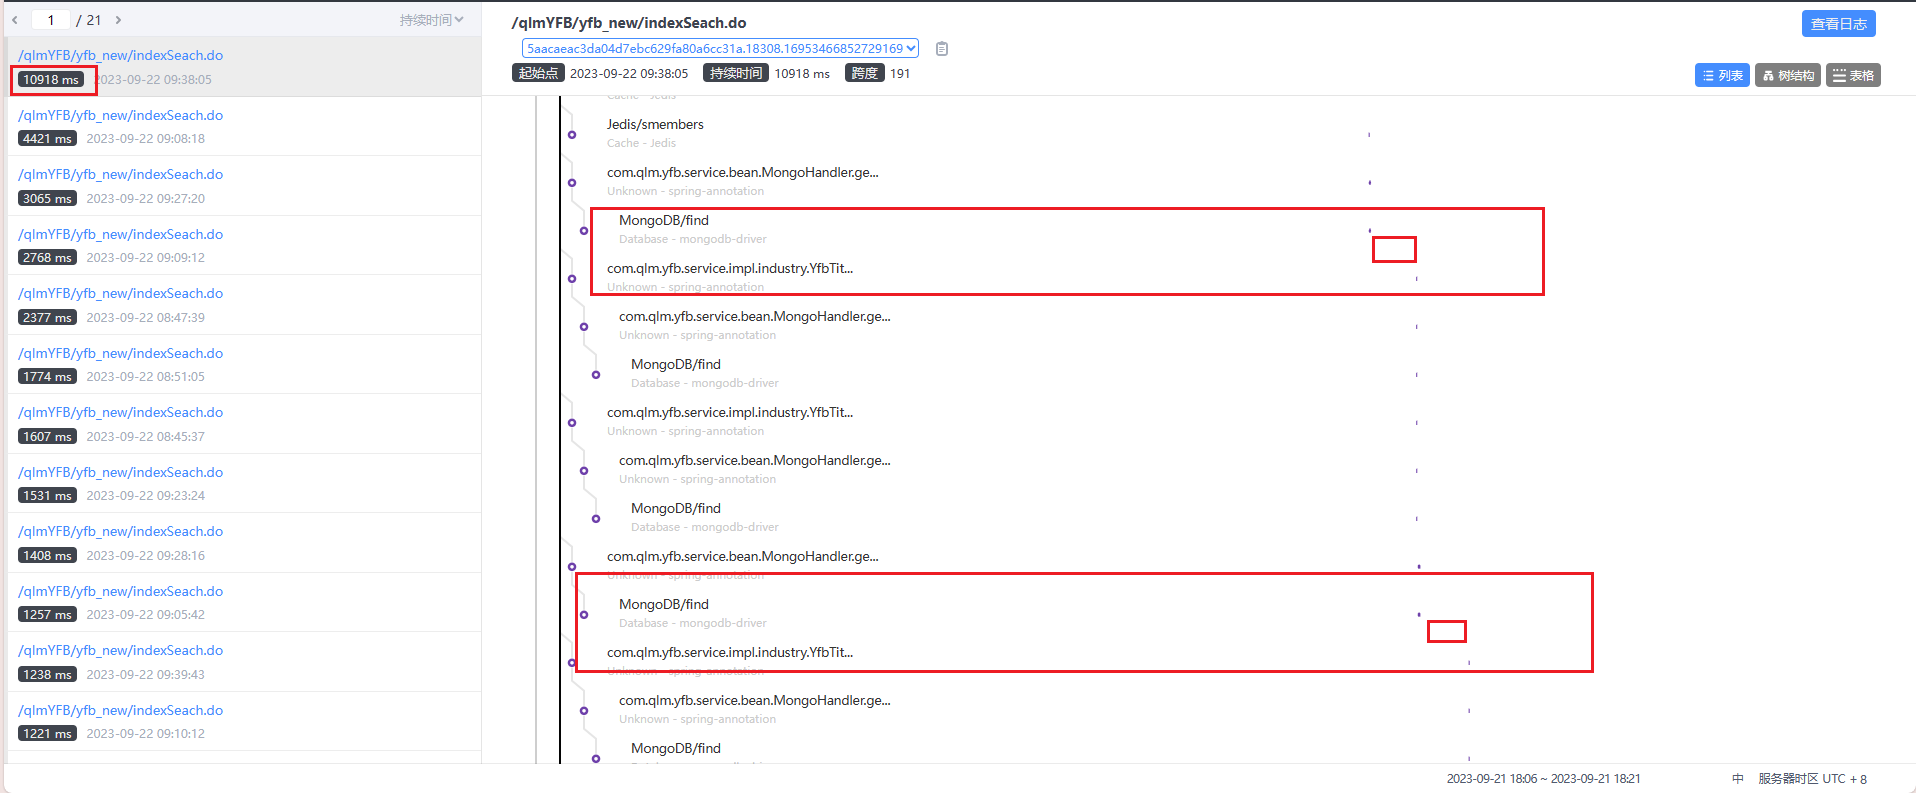 1 / 21
持续时间
/qlmYFB/yfb_new/indexSeach.do
10918 ms 2023-09-22 09:38:05
/qlmYFB/yfb_new/indexSeach.do
4421 ms 2023-09-22 09:08:18
/qlmYFB/yfb_new/indexSeach.do
3065 ms 2023-09-22 09:27:20
/qlmYFB/yfb_new/indexSeach.do
2768 ms 2023-09-22 09:09:12
/qlmYFB/yfb_new/indexSeach.do
2377 ms 2023-09-22 08:47:39
/qlmYFB/yfb_new/indexSeach.do
1774 ms 2023-09-22 08:51:05
/qlmYFB/yfb_new/indexSeach.do
1607 ms 2023-09-22 08:45:37
/qlmYFB/yfb_new/indexSeach.do
1531 ms 2023-09-22 09:23:24
/qlmYFB/yfb_new/indexSeach.do
1408 ms 2023-09-22 09:28:16
/qlmYFB/yfb_new/indexSeach.do
1257 ms 2023-09-22 09:05:42
/qlmYFB/yfb_new/indexSeach.do
1238 ms 2023-09-22 09:39:43
/qlmYFB/yfb_new/indexSeach.do
1221 ms 2023-09-22 09:10:12
/qlmYFB/yfb_new/indexSeach.do
查看日志
5aacaeac3da04d7ebc629fa80a6cc31a.18308.16953466852729169
起始点 2023-09-22 09:38:05 持续时间 10918 ms 跨度 191
列表 树结构 表格
Cache - Jedis
Jedis/smembers
Cache - Jedis
com.qlm.yfb.service.bean.MongoHandler.ge...
Unknown - spring-annotation
MongoDB/find
Database - mongodb-driver
com.qlm.yfb.service.impl.industry.YfbTit...
Unknown - spring-annotation
com.qlm.yfb.service.bean.MongoHandler.ge...
Unknown - spring-annotation
MongoDB/find
Database - mongodb-driver
com.qlm.yfb.service.impl.industry.YfbTit...
Unknown - spring-annotation
com.qlm.yfb.service.bean.MongoHandler.ge...
Unknown - spring-annotation
MongoDB/find
Database - mongodb-driver
com.qlm.yfb.service.bean.MongoHandler.ge...
Unknown - spring-annotation
MongoDB/find
Database - mongodb-driver
com.qlm.yfb.service.impl.industry.YfbTit...
Unknown - spring-annotation
com.qlm.yfb.service.bean.MongoHandler.ge...
Unknown - spring-annotation
MongoDB/find
2023-09-21 18:06 ~ 2023-09-21 18:21 中 服务器时区 UTC + 8